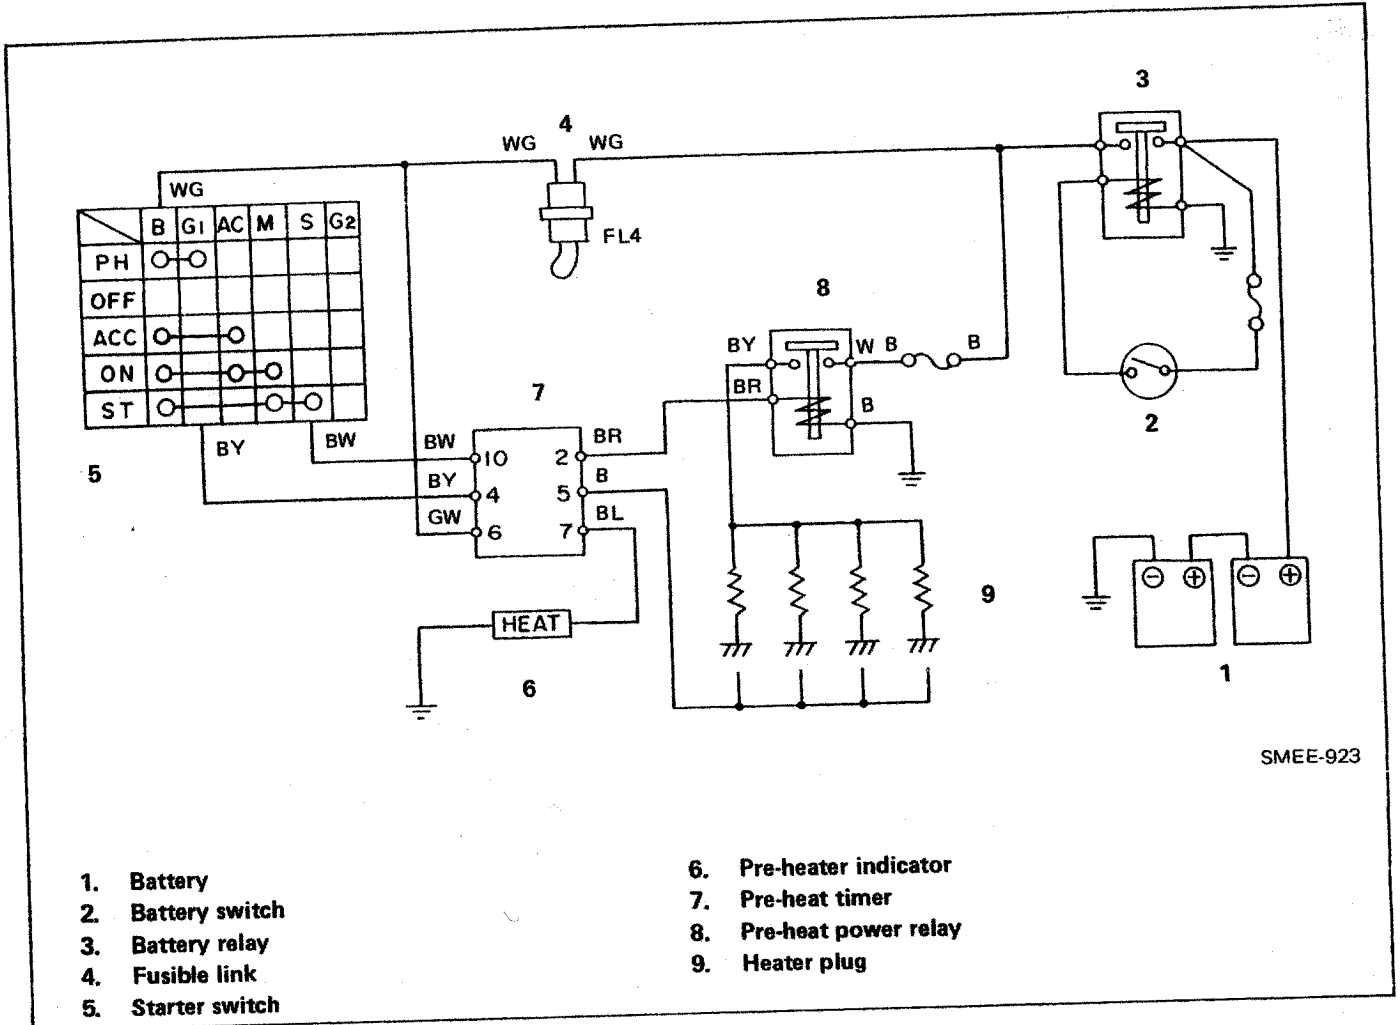 3
4
WG WG
WG
B G1 AC M S G2
PH
OFF
ACC
ON
ST
FL4
8
BY W B B
BR
B
7
2
BY BW BW 10 2 BR
5
BY 4 5 B
GW 6 7 BL
HEAT
6
9
⊖ ⊕ ⊖ ⊕
1
SMEE-923
1. Battery
2. Battery switch
3. Battery relay
4. Fusible link
5. Starter switch
6. Pre-heater indicator
7. Pre-heat timer
8. Pre-heat power relay
9. Heater plug